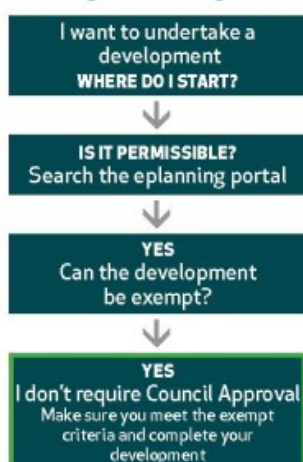 I want to undertake a
development
WHERE DO I START?
IS IT PERMISSIBLE?
Search the eplanning portal
YES
Can the development
be exempt?
YES
I don't require Council Approval
Make sure you meet the exempt
criteria and complete your
development